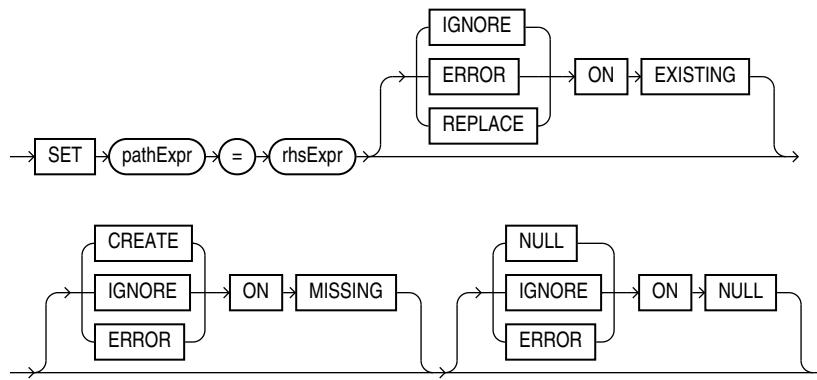 IGNORE
ERROR ON EXISTING
REPLACE
SET pathExpr = rhsExpr
CREATE NULL
IGNORE ON MISSING IGNORE ON NULL
ERROR ERROR